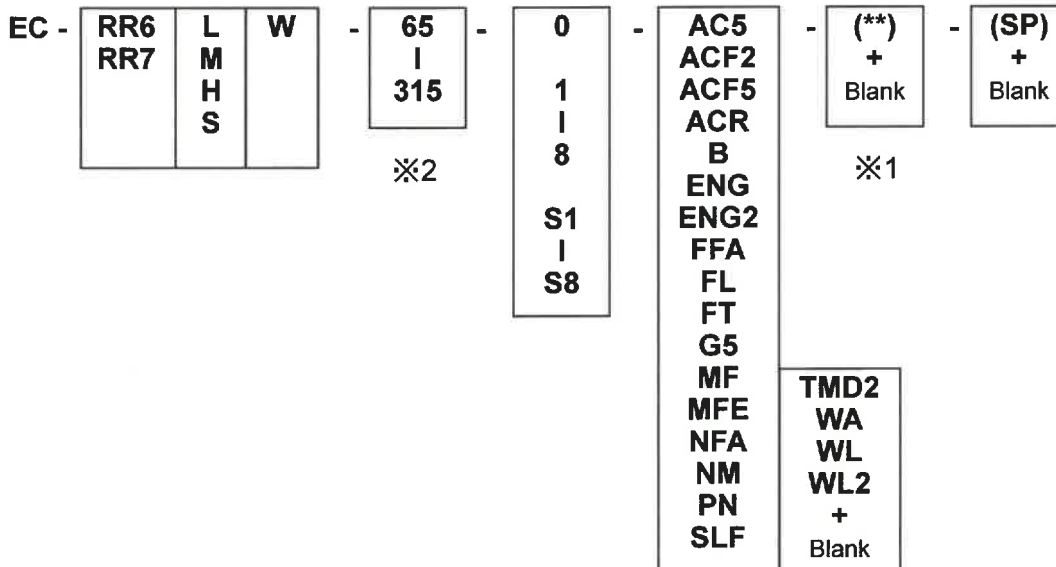 EC - RR6 L W - 65 - 0 - AC5 - (**) - (SP)
RR7 M I ACF2 + +
H 315 1 ACF5 Blank Blank
S I ACR
※2 8 B ※1
ENG
S1 ENG2
I FFA
S8 FL
FT
G5
MF TMD2
MFE WA
NFA WL
NM WL2
PN +
SLF Blank